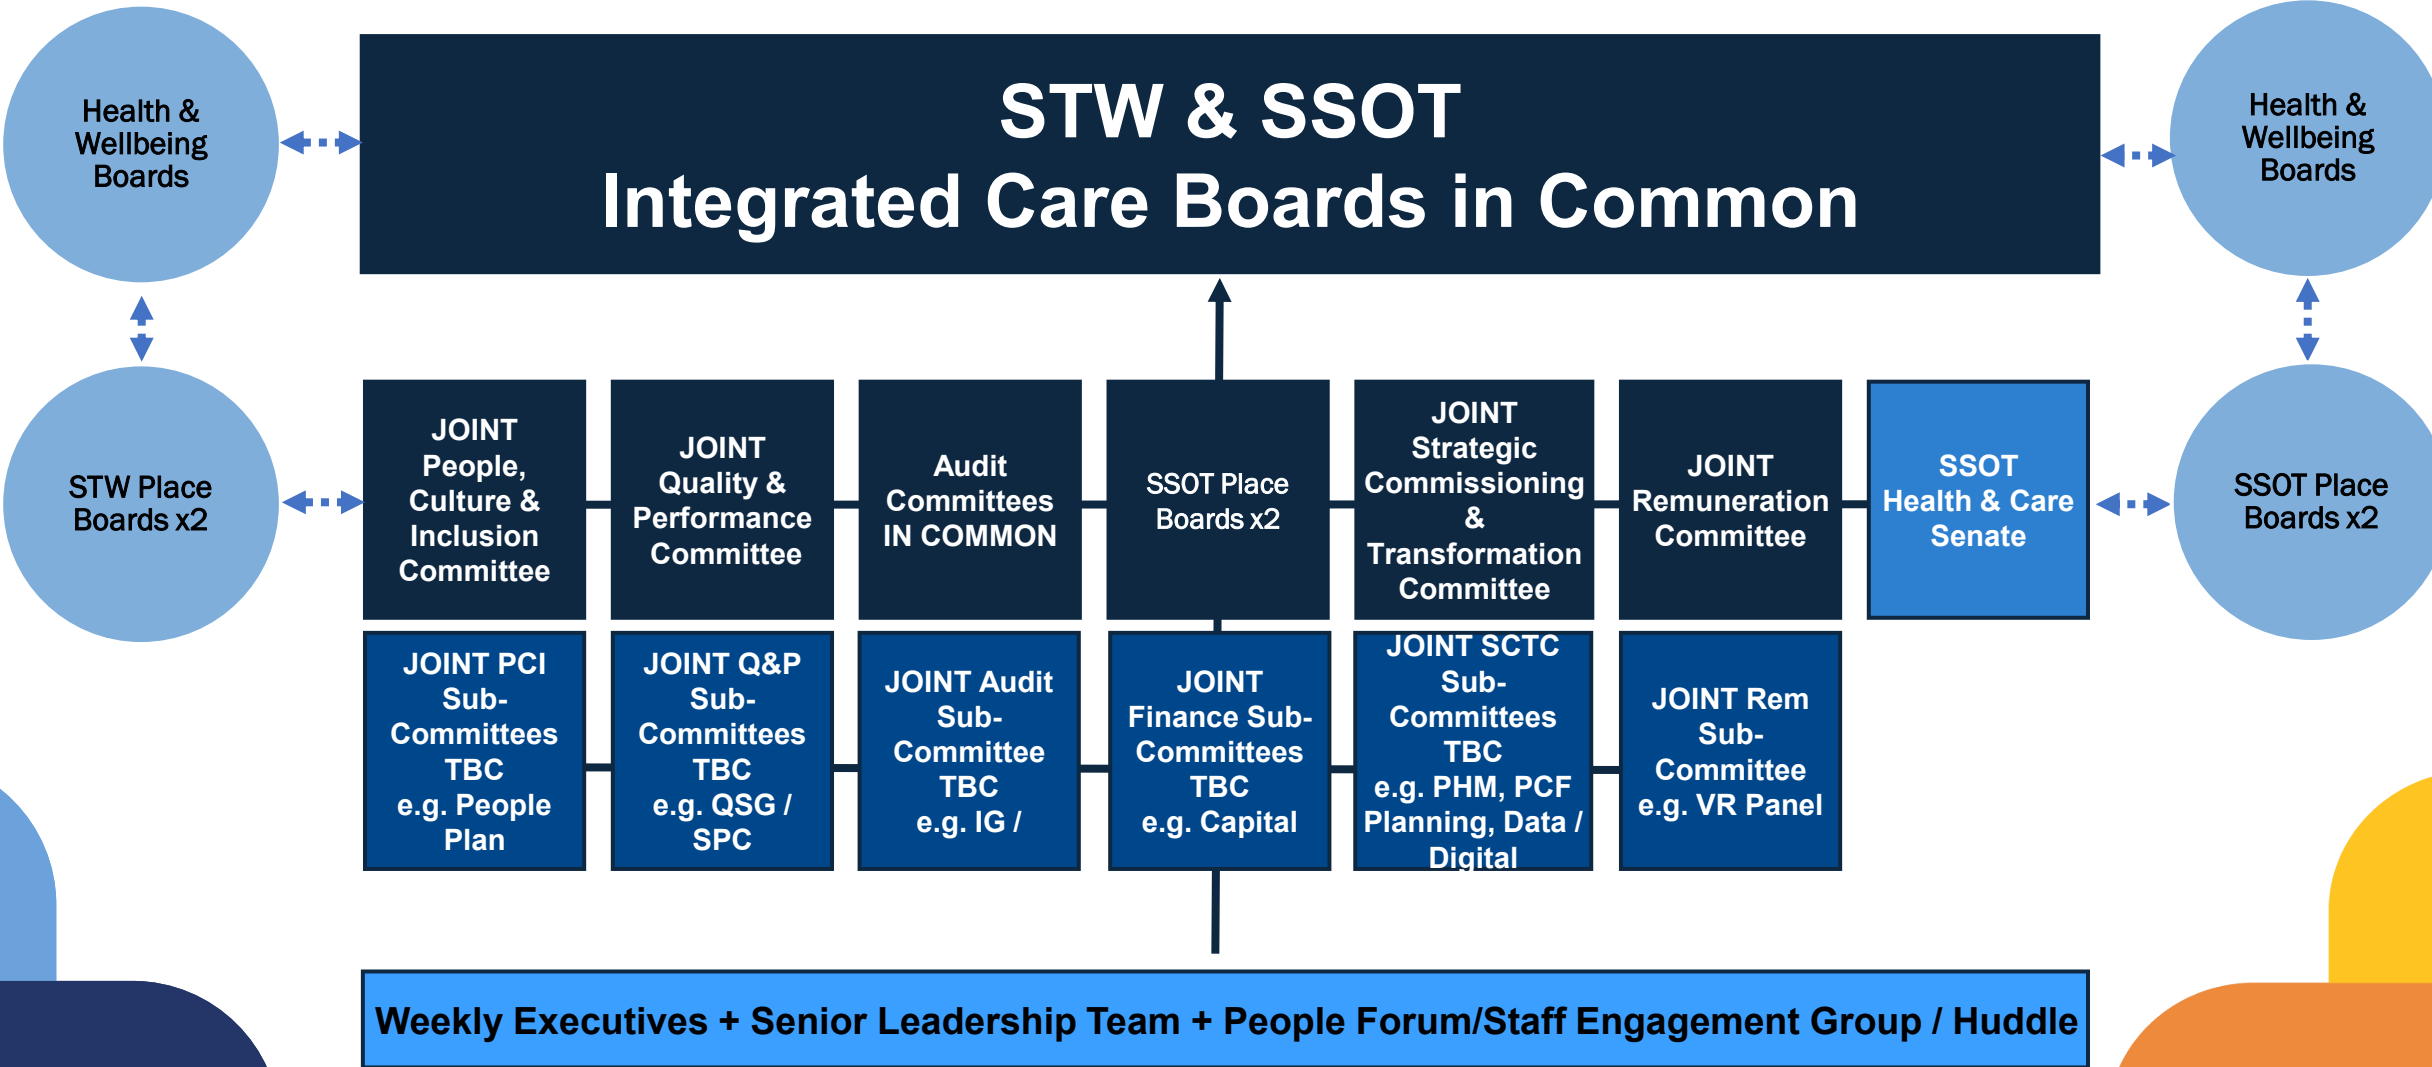 Health &
Wellbeing
Boards
STW & SSOT
Integrated Care Boards in Common
Health &
Wellbeing
Boards
STW Place
Boards x2
JOINT
People,
Culture &
Inclusion
Committee
JOINT
Quality &
Performance
Committee
Audit
Committees
IN COMMON
SSOT Place
Boards x2
JOINT
Strategic
Commissioning
&
Transformation
Committee
JOINT
Remuneration
Committee
SSOT
Health & Care
Senate
SSOT Place
Boards x2
JOINT PCI
Sub-
Committees
TBC
e.g. People
Plan
JOINT Q&P
Sub-
Committees
TBC
e.g. QSG /
SPC
JOINT Audit
Sub-
Committee
TBC
e.g. IG /
JOINT
Finance Sub-
Committees
TBC
e.g. Capital
JOINT SCTC
Sub-
Committees
TBC
e.g. PHM, PCF
Planning, Data /
Digital
JOINT Rem
Sub-
Committee
e.g. VR Panel
Weekly Executives + Senior Leadership Team + People Forum/Staff Engagement Group / Huddle